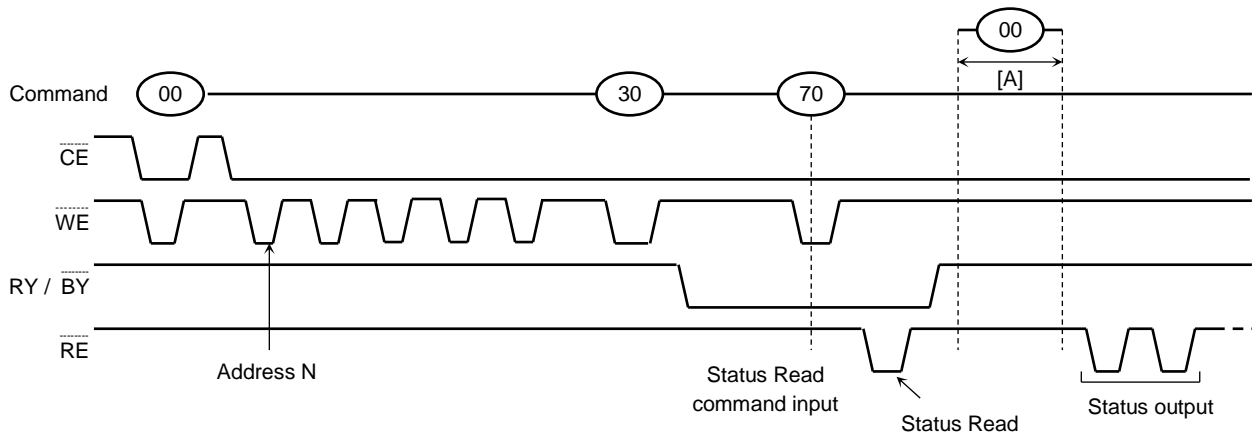 00
[A]
Command 00 30 70
CE
WE
RY / BY
RE
Address N
Status Read
command input
Status Read
Status output